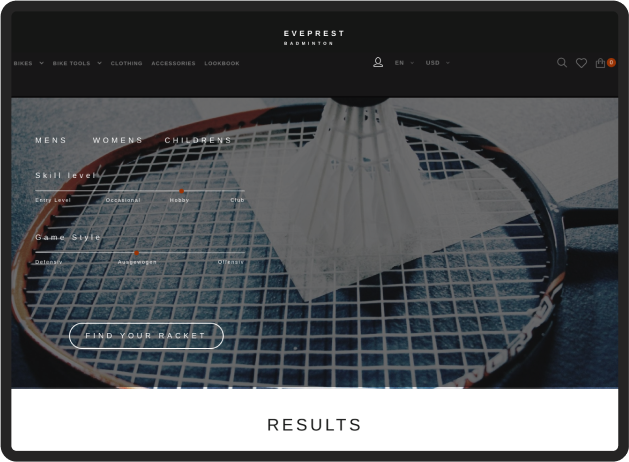 EVEPREST
BADMINTON
BIKES BIKE TOOLS CLOTHING ACCESSORIES LOOKBOOK EN USD 0
MENS WOMENS CHILDRENS
Skill level
Entry Level Occasional Hobby Club
Game Style
Defensiv Ausgewogen Offensiv
FIND YOUR RACKET
RESULTS